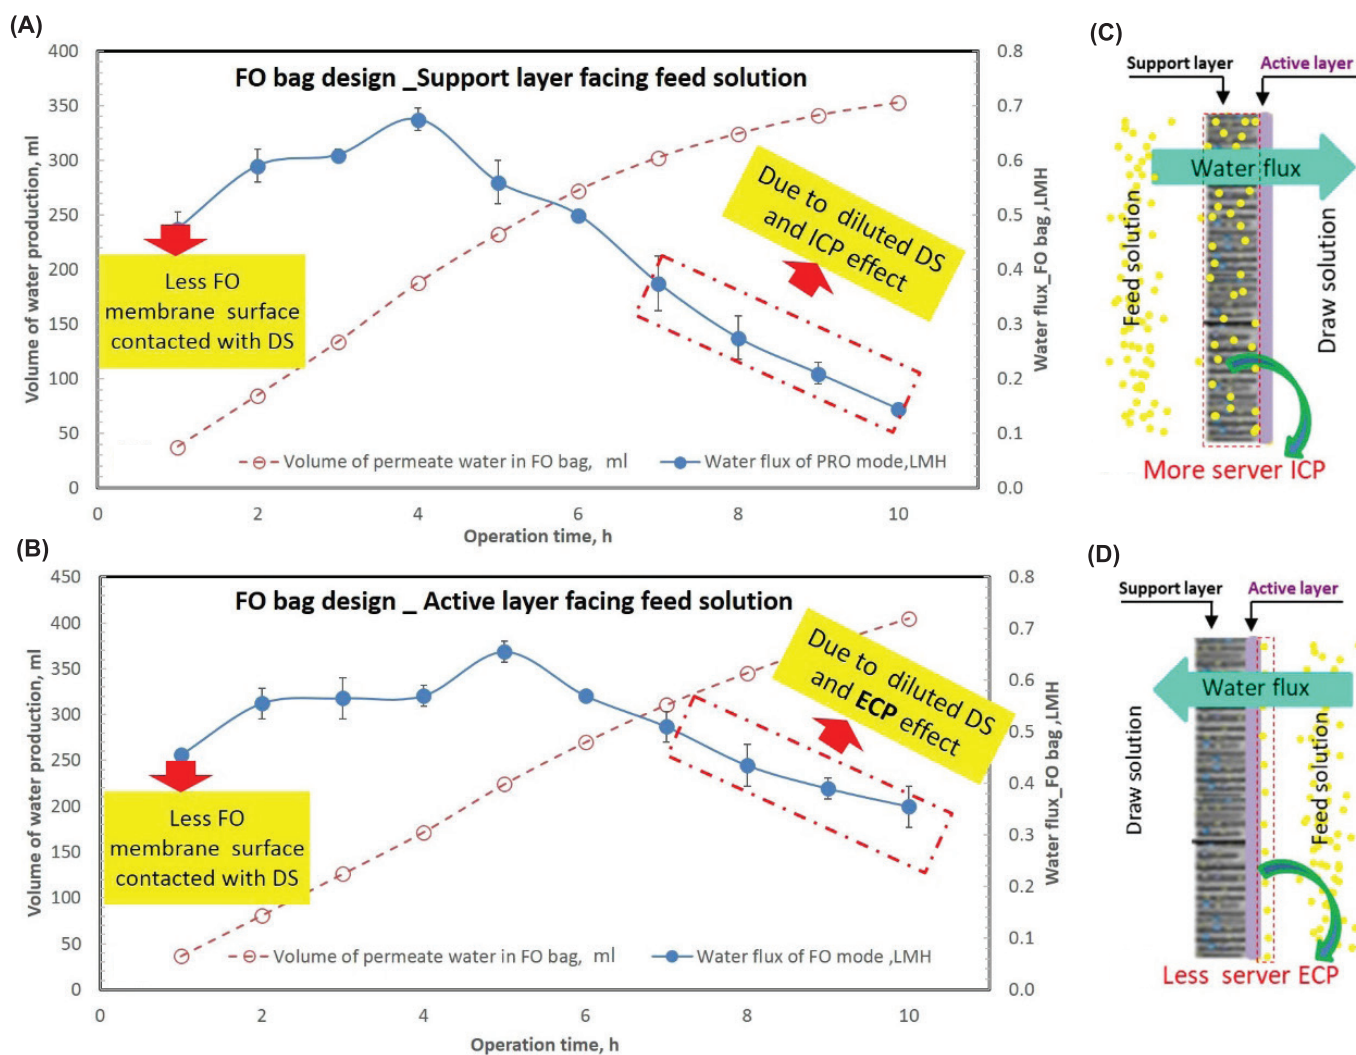 (A)
FO bag design _Support layer facing feed solution
Volume of water production, ml
400
350
300
250
200
150
100
50
0
0.8
0.7
0.6
0.5
0.4
0.3
0.2
0.1
0.0
Water flux_FO bag ,LMH
Less FO
membrane surface
contacted with DS
Due to diluted DS
and ICP effect
Volume of permeate water in FO bag, ml
Water flux of PRO mode,LMH
0
2
4
6
8
10
Operation time, h
(C)
Support layer
Active layer
Water flux
Feed solution
Draw solution
More server ICP
(B)
FO bag design _ Active layer facing feed solution
Volume of water production, ml
450
400
350
300
250
200
150
100
50
0
0.8
0.7
0.6
0.5
0.4
0.3
0.2
0.1
0.0
Water flux_FO bag ,LMH
Less FO
membrane surface
contacted with DS
Due to diluted DS
and ECP effect
Volume of permeate water in FO bag, ml
Water flux of FO mode ,LMH
0
2
4
6
8
10
Operation time, h
(D)
Support layer
Active layer
Water flux
Draw solution
Feed solution
Less server ECP